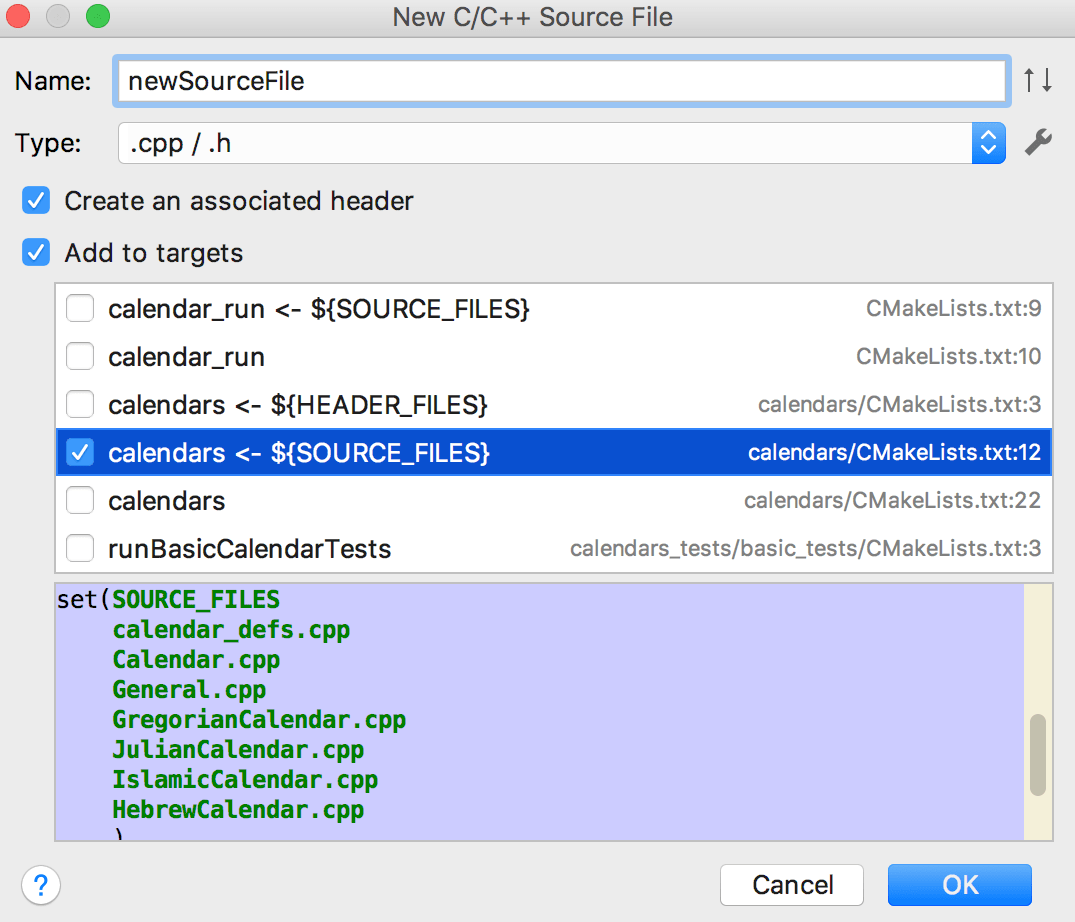 New C/C++ Source File
Name: newSourceFile
Type: .cpp / .h
Create an associated header
Add to targets
calendar_run <- ${SOURCE_FILES} CMakeLists.txt:9
calendar_run CMakeLists.txt:10
calendars <- ${HEADER_FILES} calendars/CMakeLists.txt:3
calendars <- ${SOURCE_FILES} calendars/CMakeLists.txt:12
calendars calendars/CMakeLists.txt:22
runBasicCalendarTests calendars_tests/basic_tests/CMakeLists.txt:3
set(SOURCE_FILES
calendar_defs.cpp
Calendar.cpp
General.cpp
GregorianCalendar.cpp
JulianCalendar.cpp
IslamicCalendar.cpp
HebrewCalendar.cpp
)
? Cancel OK